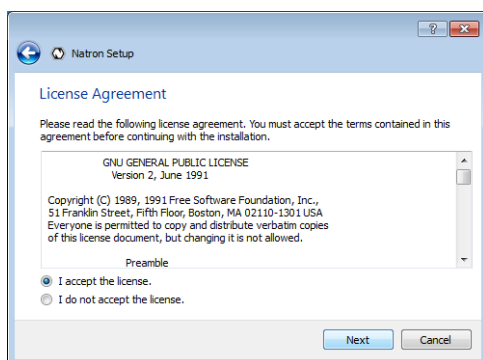 ?
Natron Setup
License Agreement
Please read the following license agreement. You must accept the terms contained in this
agreement before continuing with the installation.
GNU GENERAL PUBLIC LICENSE
Version 2, June 1991
Copyright (C) 1989, 1991 Free Software Foundation, Inc.,
51 Franklin Street, Fifth Floor, Boston, MA 02110-1301 USA
Everyone is permitted to copy and distribute verbatim copies
of this license document, but changing it is not allowed.
Preamble
I accept the license.
I do not accept the license.
Next Cancel